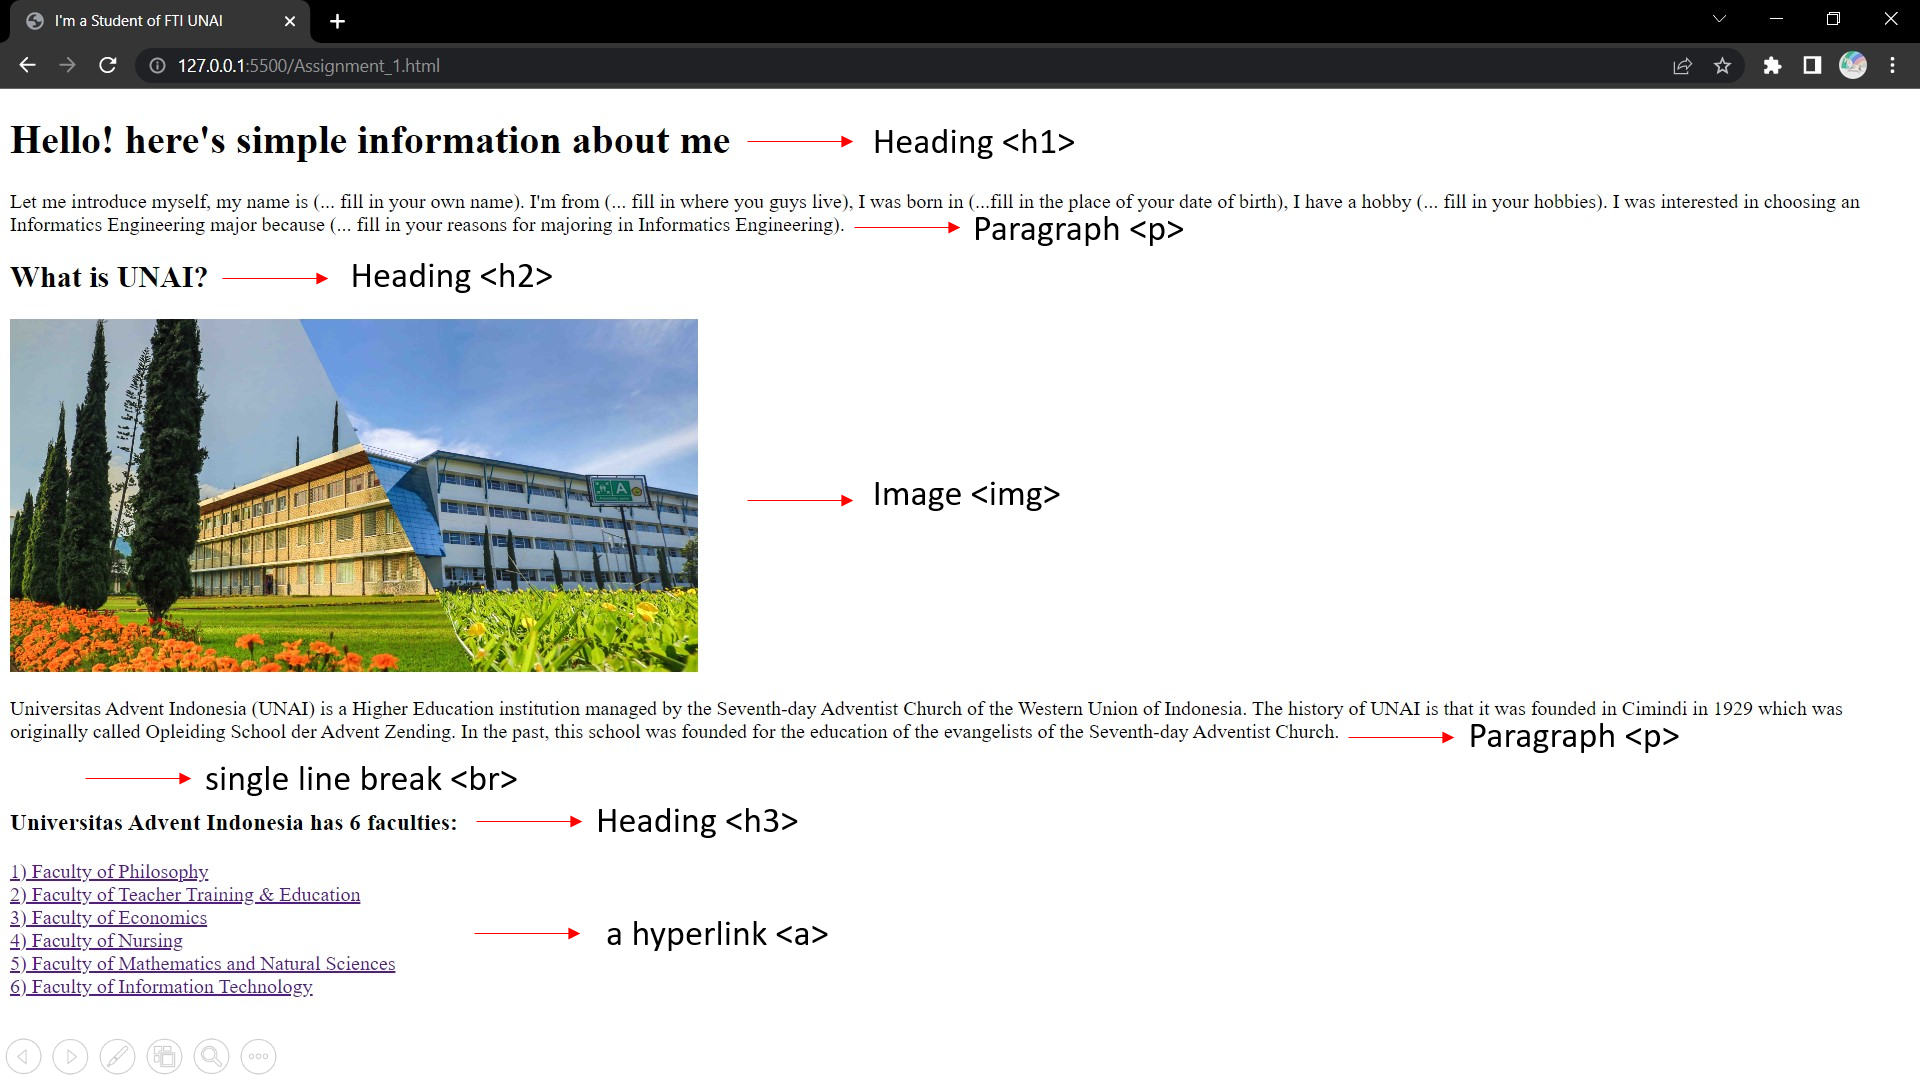 I'm a Student of FTI UNAI
127.0.0.1:5500/Assignment_1.html
Hello! here's simple information about me
Heading <h1>
Let me introduce myself, my name is (... fill in your own name). I'm from (... fill in where you guys live), I was born in (...fill in the place of your date of birth), I have a hobby (... fill in your hobbies). I was interested in choosing an
Informatics Engineering major because (... fill in your reasons for majoring in Informatics Engineering).
Paragraph <p>
What is UNAI?
Heading <h2>
A
Image <img>
Universitas Advent Indonesia (UNAI) is a Higher Education institution managed by the Seventh-day Adventist Church of the Western Union of Indonesia. The history of UNAI is that it was founded in Cimindi in 1929 which was
originally called Opleiding School der Advent Zending. In the past, this school was founded for the education of the evangelists of the Seventh-day Adventist Church.
Paragraph <p>
single line break <br>
Universitas Advent Indonesia has 6 faculties:
Heading <h3>
1) Faculty of Philosophy
2) Faculty of Teacher Training & Education
3) Faculty of Economics
4) Faculty of Nursing
5) Faculty of Mathematics and Natural Sciences
6) Faculty of Information Technology
a hyperlink <a>